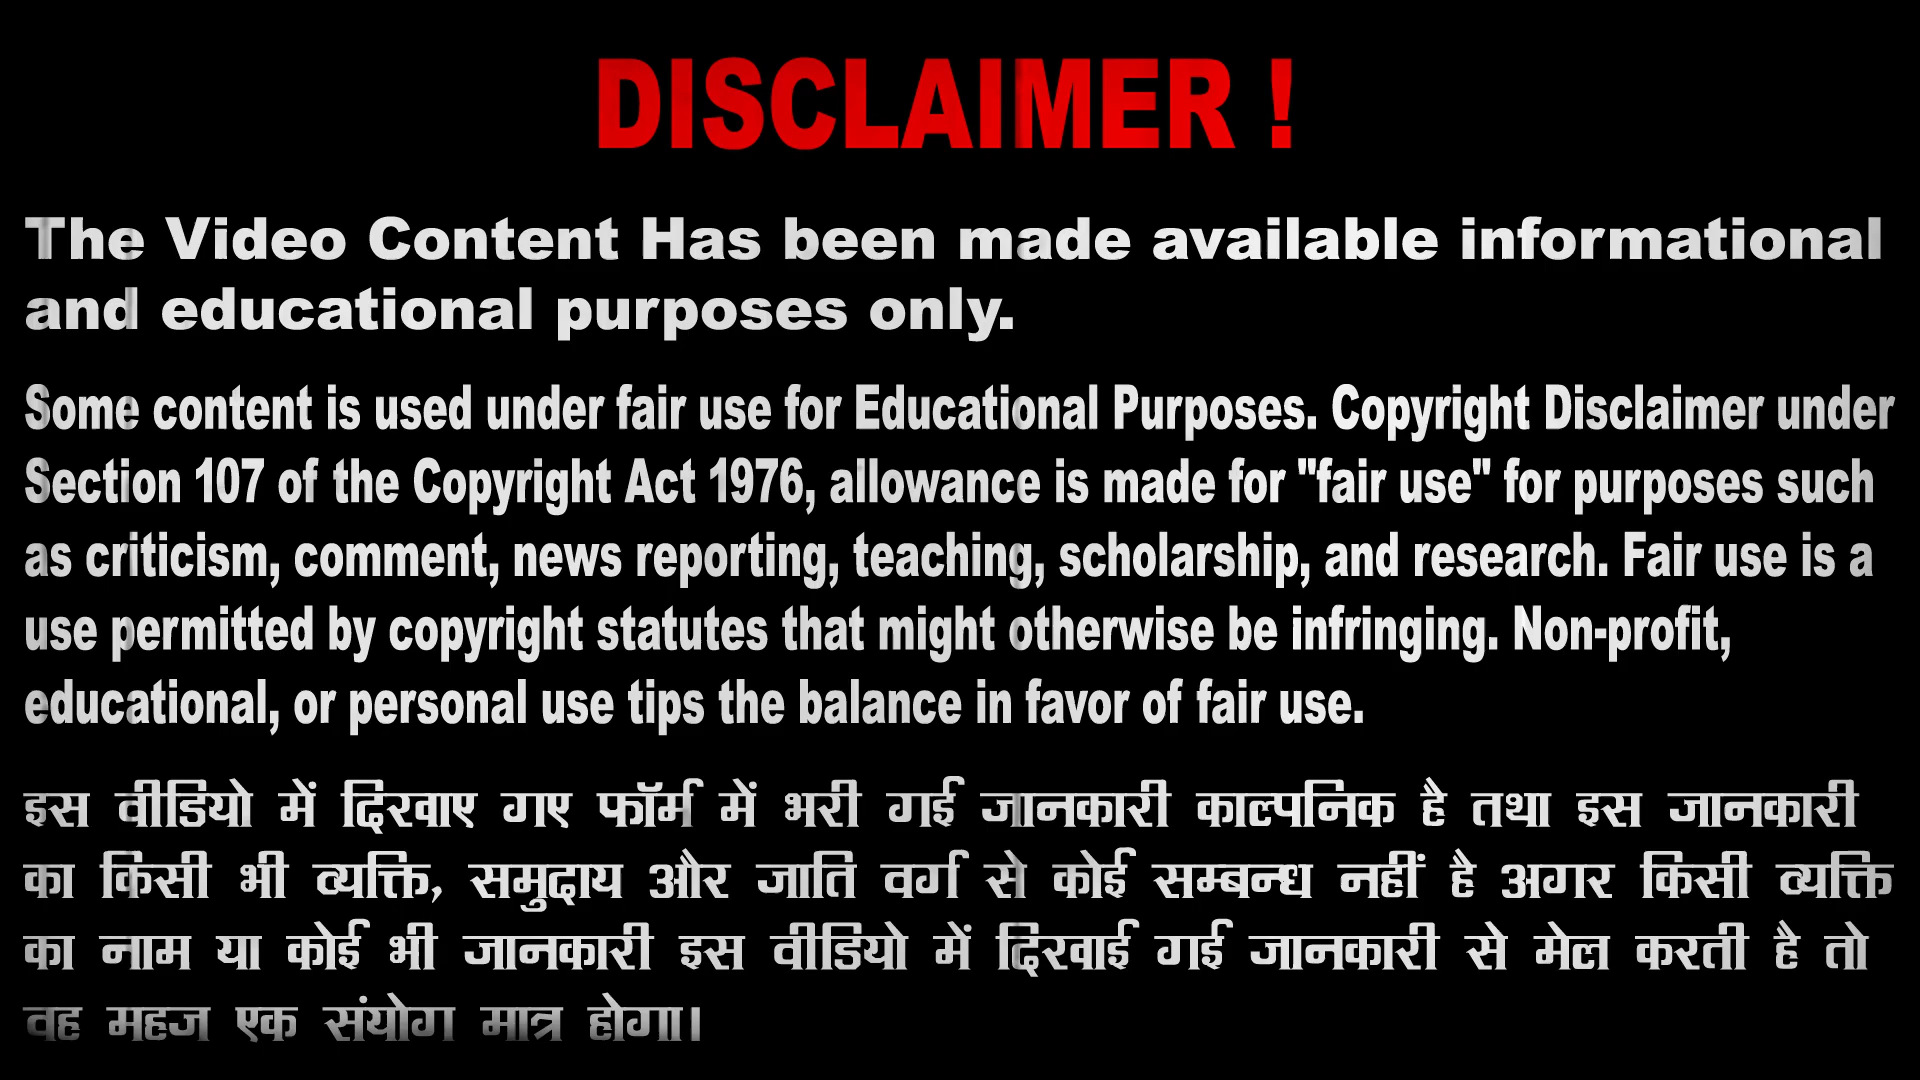 DISCLAIMER !
The Video Content Has been made available informational
and educational purposes only.
Some content is used under fair use for Educational Purposes. Copyright Disclaimer under
Section 107 of the Copyright Act 1976, allowance is made for "fair use" for purposes such
as criticism, comment, news reporting, teaching, scholarship, and research. Fair use is a
use permitted by copyright statutes that might otherwise be infringing. Non-profit,
educational, or personal use tips the balance in favor of fair use.
इस वीडियो में दिखाए गए फॉर्म में भरी गई जानकारी काल्पनिक है तथा इस जानकारी
का किसी भी व्यक्ति, समुदाय और जाति वर्ग से कोई सम्बन्ध नहीं है अगर किसी व्यक्ति
का नाम या कोई भी जानकारी इस वीडियो में दिखाई गई जानकारी से मेल करती है तो
वह महज एक संयोग मात्र होगा।